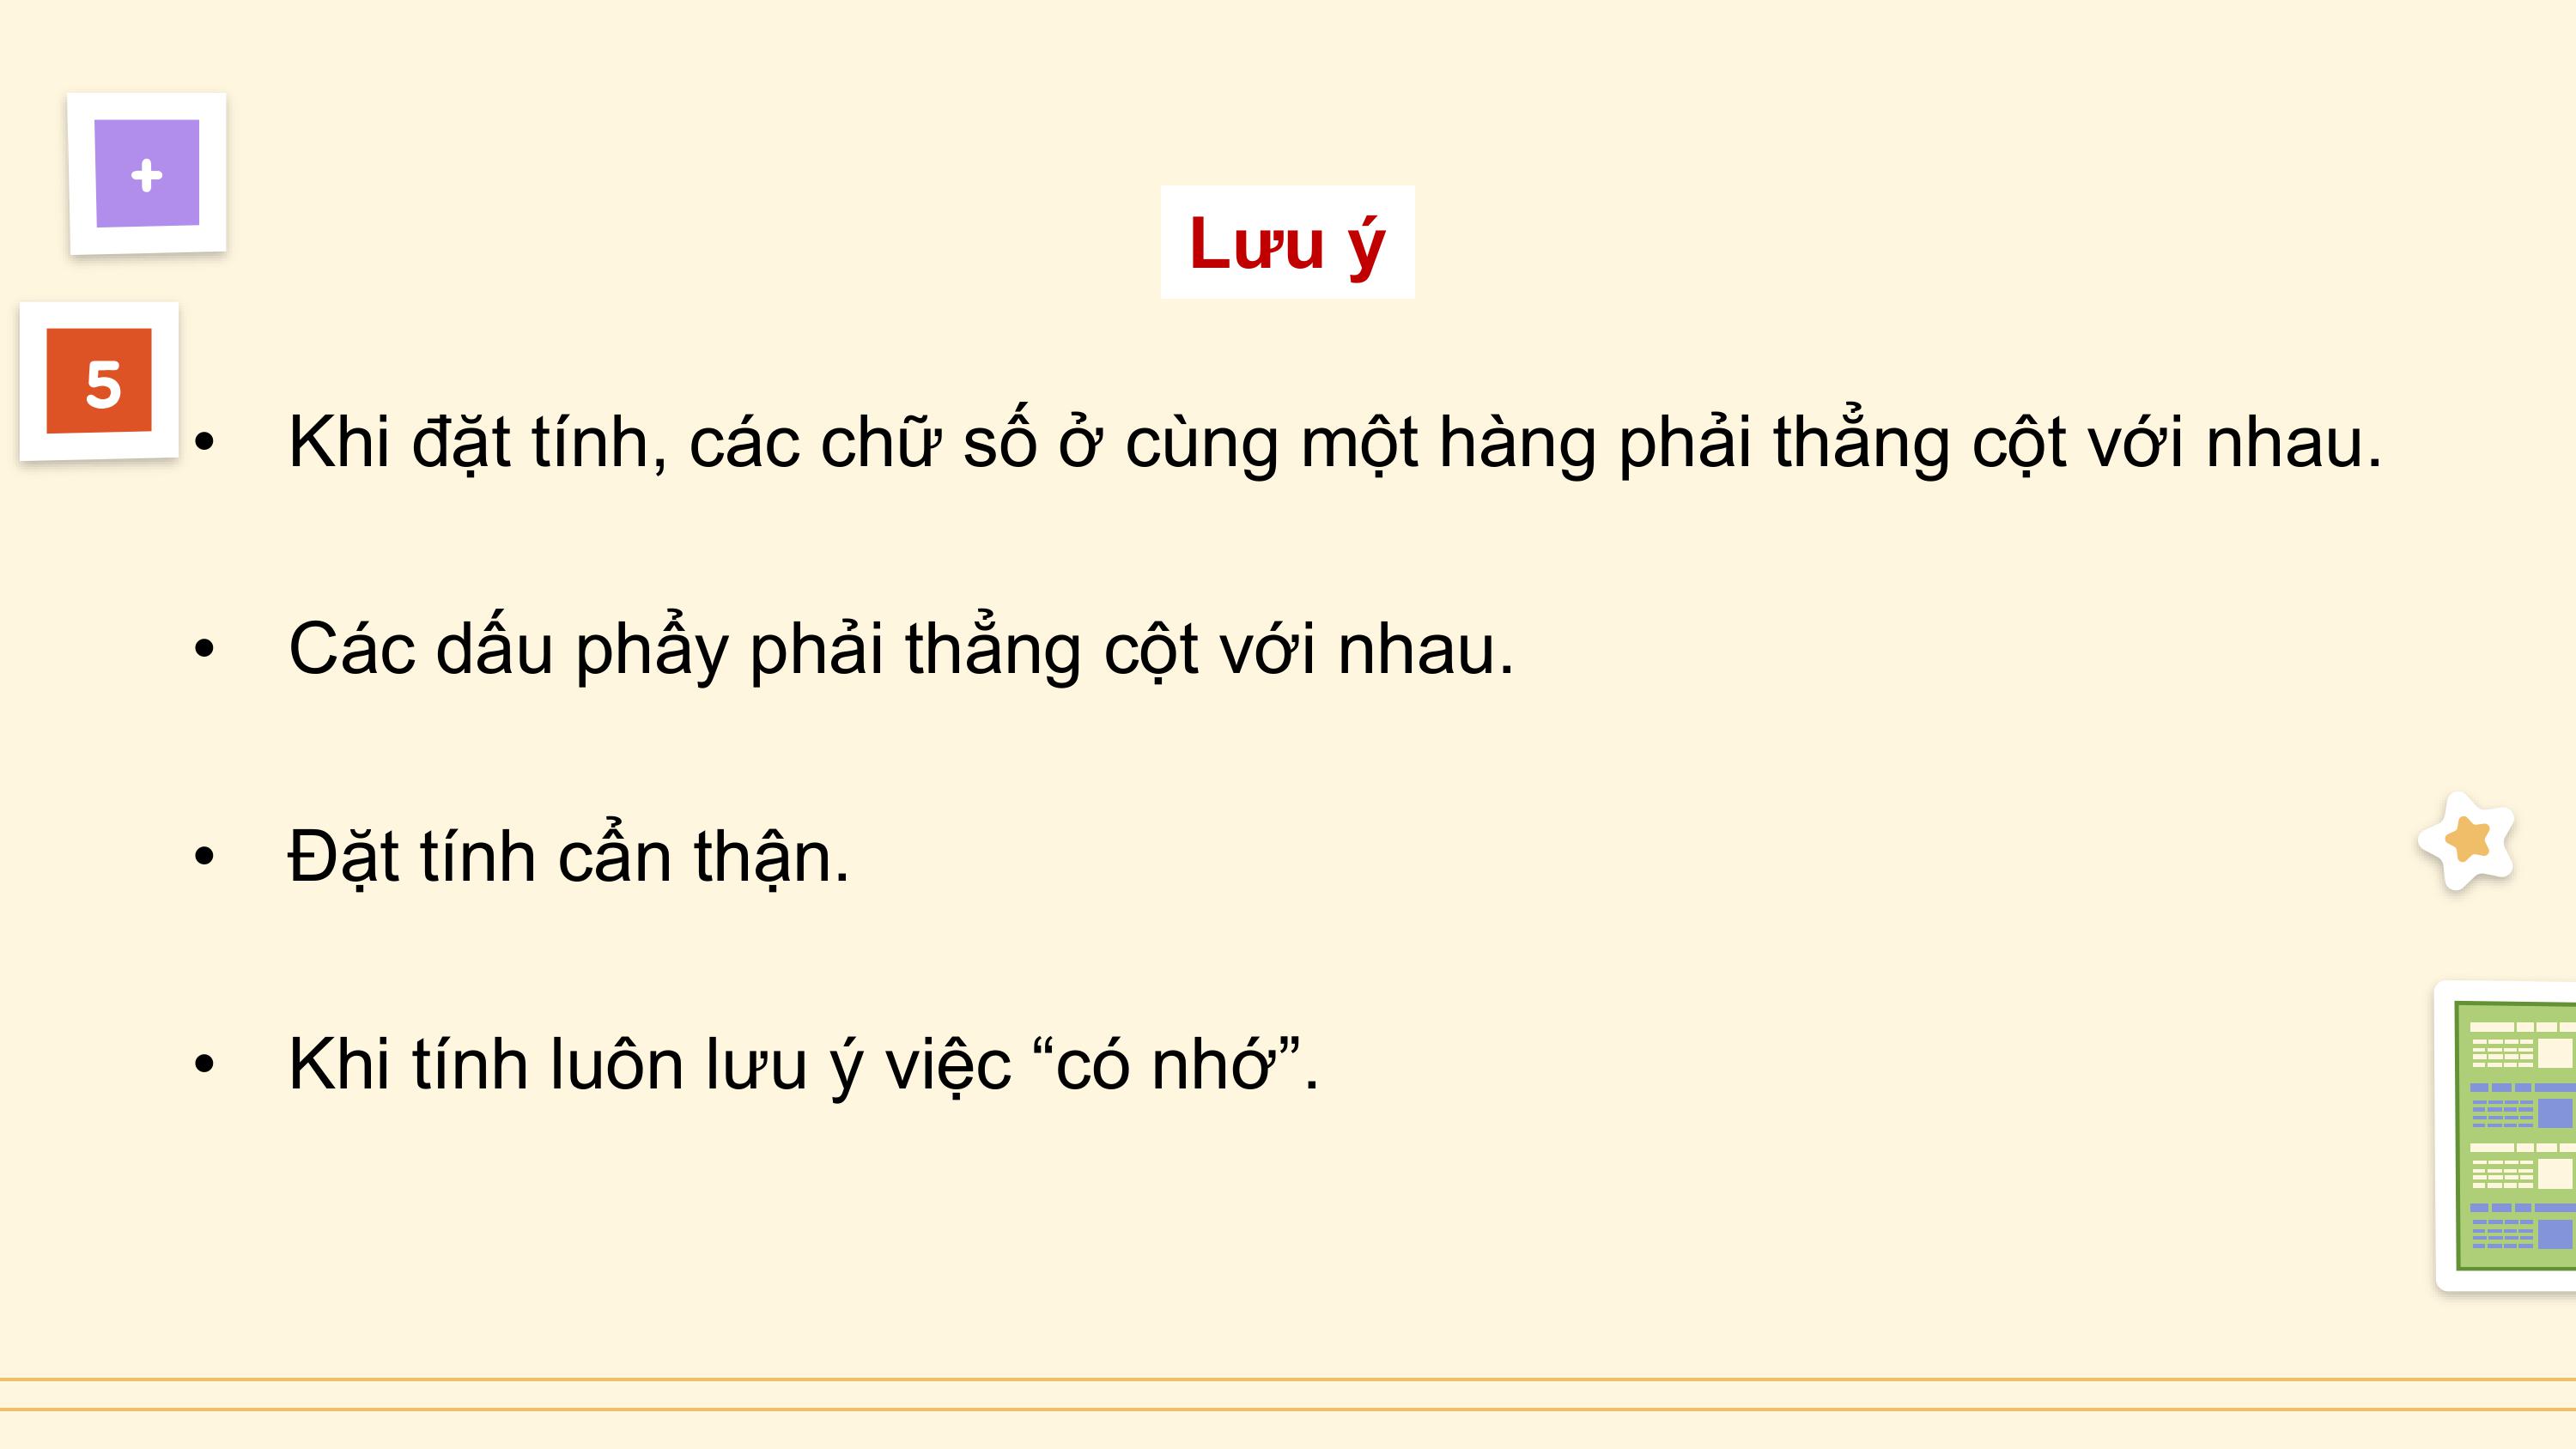 +
Lưu ý
5
• Khi đặt tính, các chữ số ở cùng một hàng phải thẳng cột với nhau.
• Các dấu phẩy phải thẳng cột với nhau.
• Đặt tính cẩn thận.
• Khi tính luôn lưu ý việc “có nhớ”.